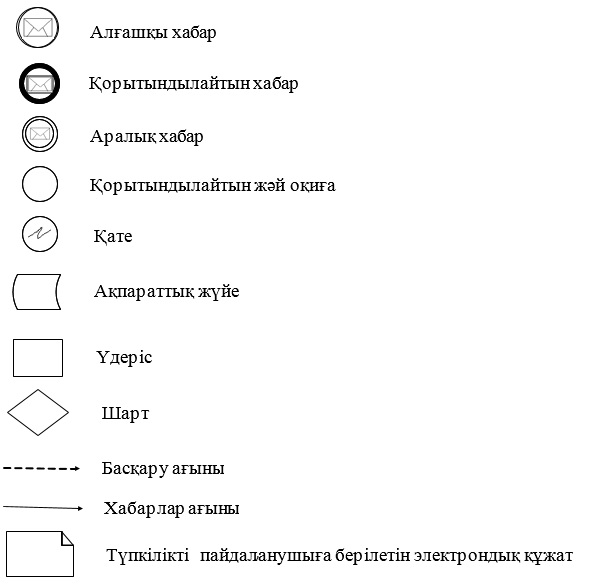 Алғашқы хабар
Қорытындылайтын хабар
Аралық хабар
Қорытындылайтын жәй оқиға
Қате
Ақпараттық жүйе
Үдеріс
Шарт
Басқару ағыны
Хабарлар ағыны
Түпкілікті пайдаланушыға берілетін электрондық құжат